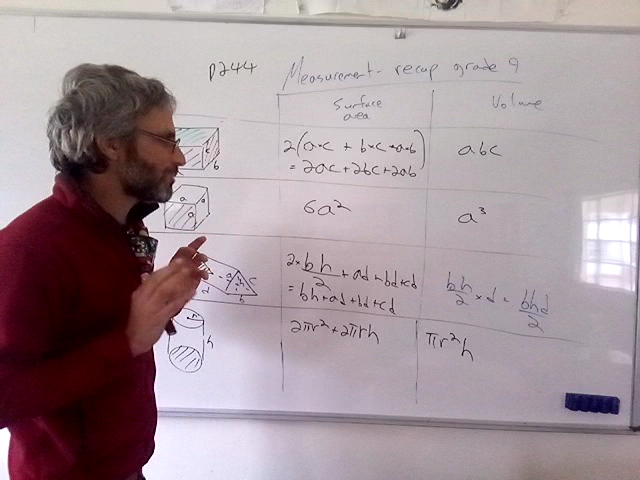 p244 Measurement - recap grade 9
Surface area
Volume
2(a×c + b×c + a×b)
= 2ac + 2bc + 2ab
abc
c
b
6a²
a³
a
a
2×bh/2 + ad + bd + cd
= bh + ad + bd + cd
bh/2 × d = bhd/2
a
h
c
d
b
2πr² + 2πrh
πr²h
r
h